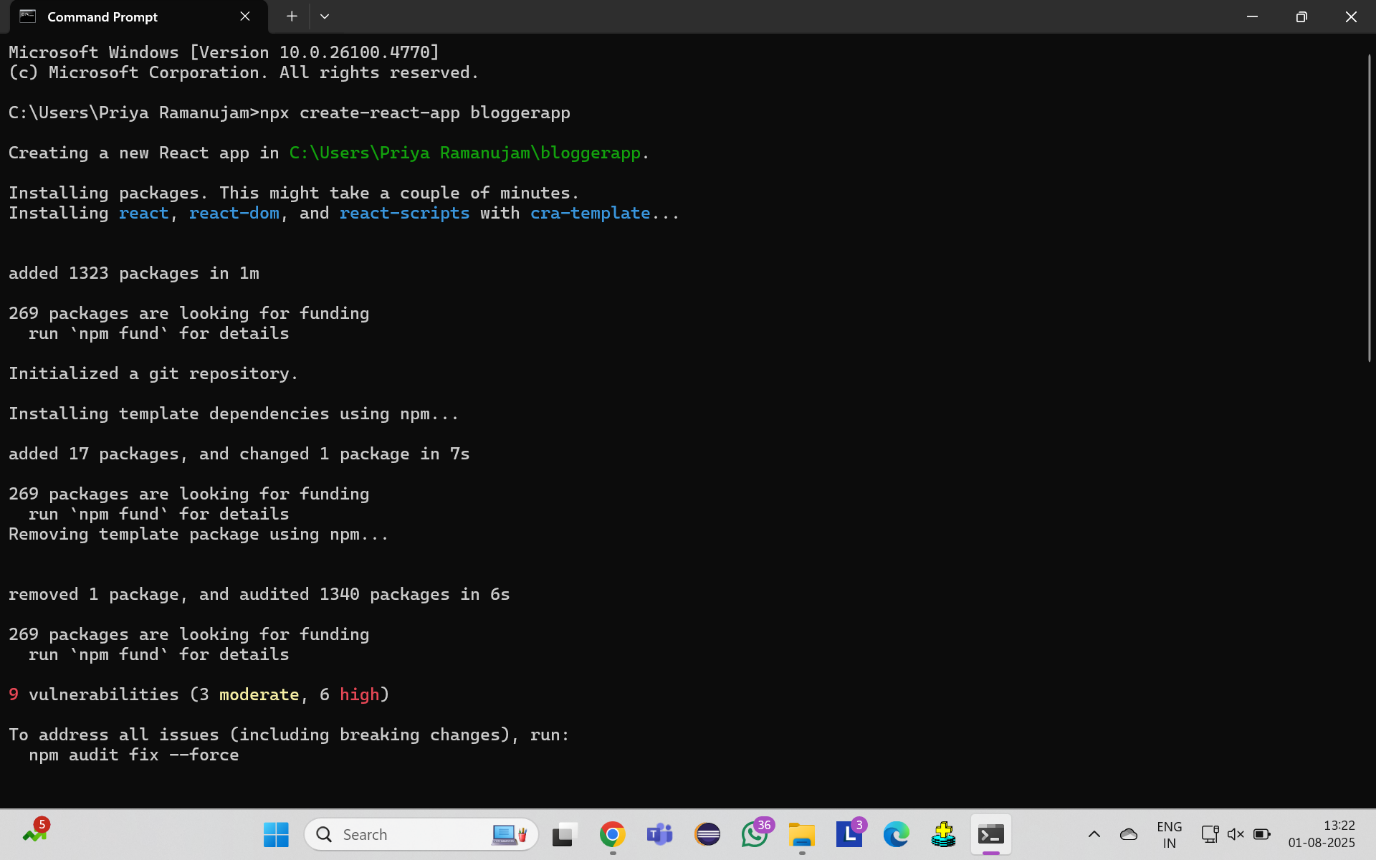 Command Prompt
Microsoft Windows [Version 10.0.26100.4770]
(c) Microsoft Corporation. All rights reserved.
C:\Users\Priya Ramanujam>npx create-react-app bloggerapp
Creating a new React app in C:\Users\Priya Ramanujam\bloggerapp.
Installing packages. This might take a couple of minutes.
Installing react, react-dom, and react-scripts with cra-template...
added 1323 packages in 1m
269 packages are looking for funding
  run `npm fund` for details
Initialized a git repository.
Installing template dependencies using npm...
added 17 packages, and changed 1 package in 7s
269 packages are looking for funding
  run `npm fund` for details
Removing template package using npm...
removed 1 package, and audited 1340 packages in 6s
269 packages are looking for funding
  run `npm fund` for details
9 vulnerabilities (3 moderate, 6 high)
To address all issues (including breaking changes), run:
  npm audit fix --force
5
Search
T
36
L
3
ENG
IN
13:22
01-08-2025